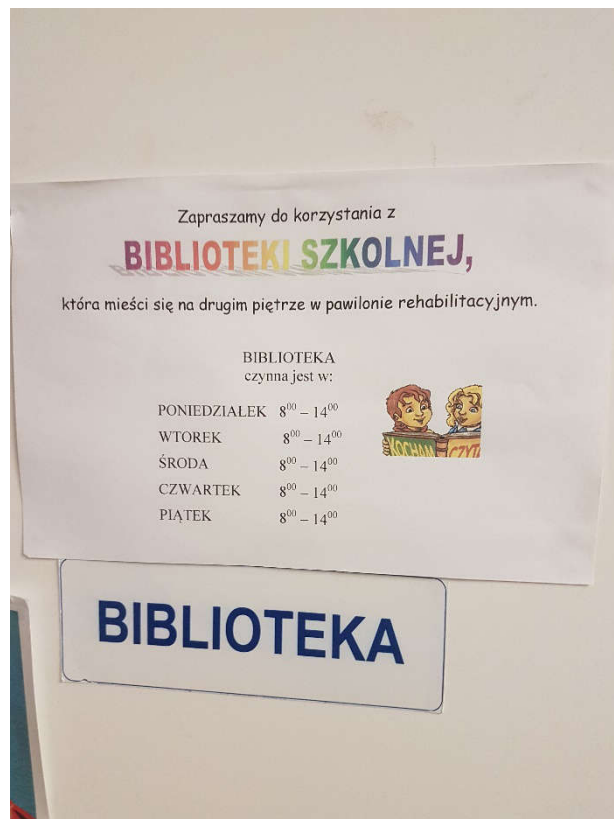 Zapraszamy do korzystania z
BIBLIOTEKI SZKOLNEJ,
która mieści się na drugim piętrze w pawilonie rehabilitacyjnym.
BIBLIOTEKA
czynna jest w:
PONIEDZIAŁEK 8⁰⁰ – 14⁰⁰
WTOREK 8⁰⁰ – 14⁰⁰
ŚRODA 8⁰⁰ – 14⁰⁰
CZWARTEK 8⁰⁰ – 14⁰⁰
PIĄTEK 8⁰⁰ – 14⁰⁰
KOCHAM
BIBLIOTEKA